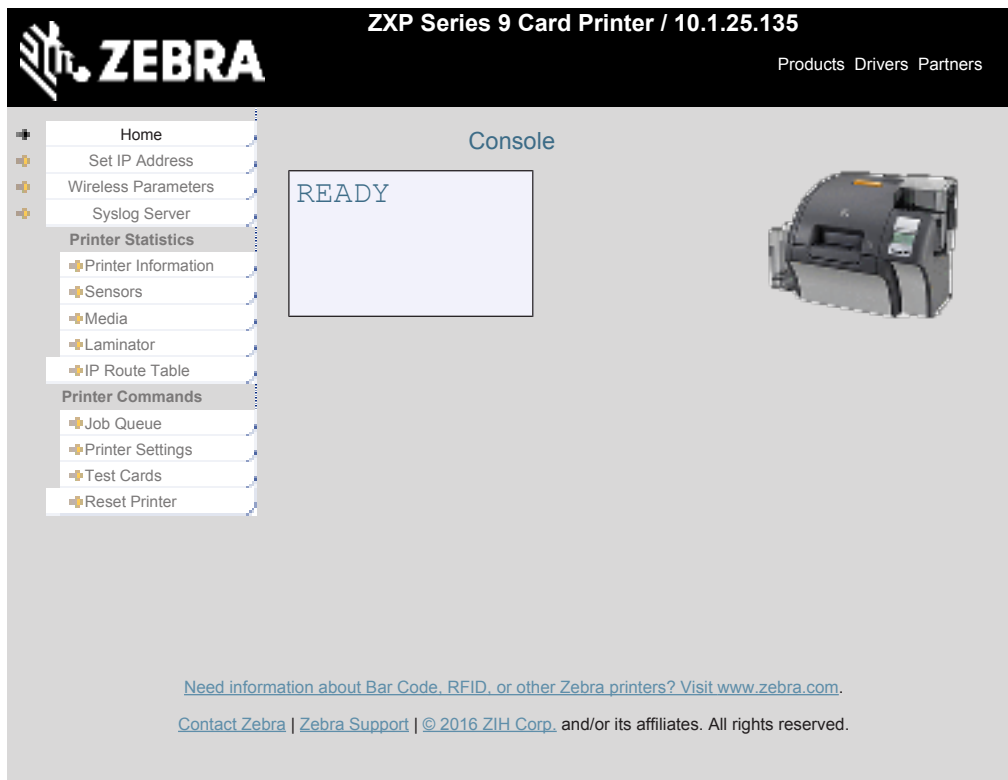 ZEBRA
ZXP Series 9 Card Printer / 10.1.25.135
Products Drivers Partners
Home
Set IP Address
Wireless Parameters
Syslog Server
Printer Statistics
Printer Information
Sensors
Media
Laminator
IP Route Table
Printer Commands
Job Queue
Printer Settings
Test Cards
Reset Printer
Console
READY
Need information about Bar Code, RFID, or other Zebra printers? Visit www.zebra.com.
Contact Zebra | Zebra Support | © 2016 ZIH Corp. and/or its affiliates. All rights reserved.